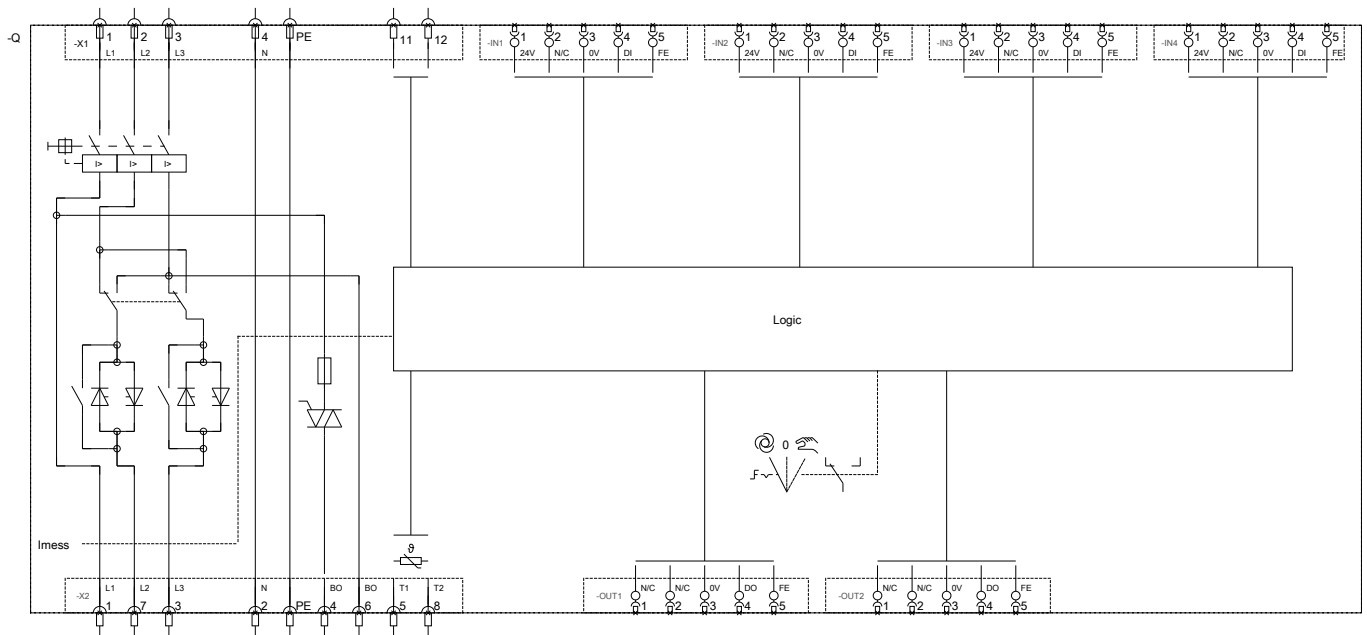 -Q
-X1 1 2 3 4 PE 11 12
L1 L2 L3 N
-IN1 1 2 3 4 5
24V N/C 0V DI FE
-IN2 1 2 3 4 5
24V N/C 0V DI FE
-IN3 1 2 3 4 5
24V N/C 0V DI FE
-IN4 1 2 3 4 5
24V N/C 0V DI FE
I> I> I>
Logic
0
Imess
ϑ
L1 L2 L3 N BO BO T1 T2
-X2 1 7 3 2 PE 4 6 5 8
N/C N/C 0V DO FE
-OUT1 1 2 3 4 5
N/C N/C 0V DO FE
-OUT2 1 2 3 4 5